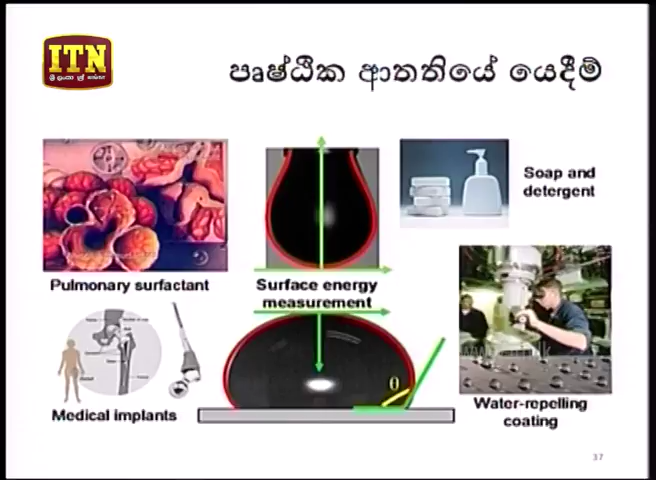 ITN
ශ්‍රී ලංකා ශ්‍රී සංසාද
පෘෂ්ඨික ආතතියේ යෙදීම්
Soap and
detergent
Pulmonary surfactant
Surface energy
measurement
θ
Medical implants
Water-repelling
coating
37